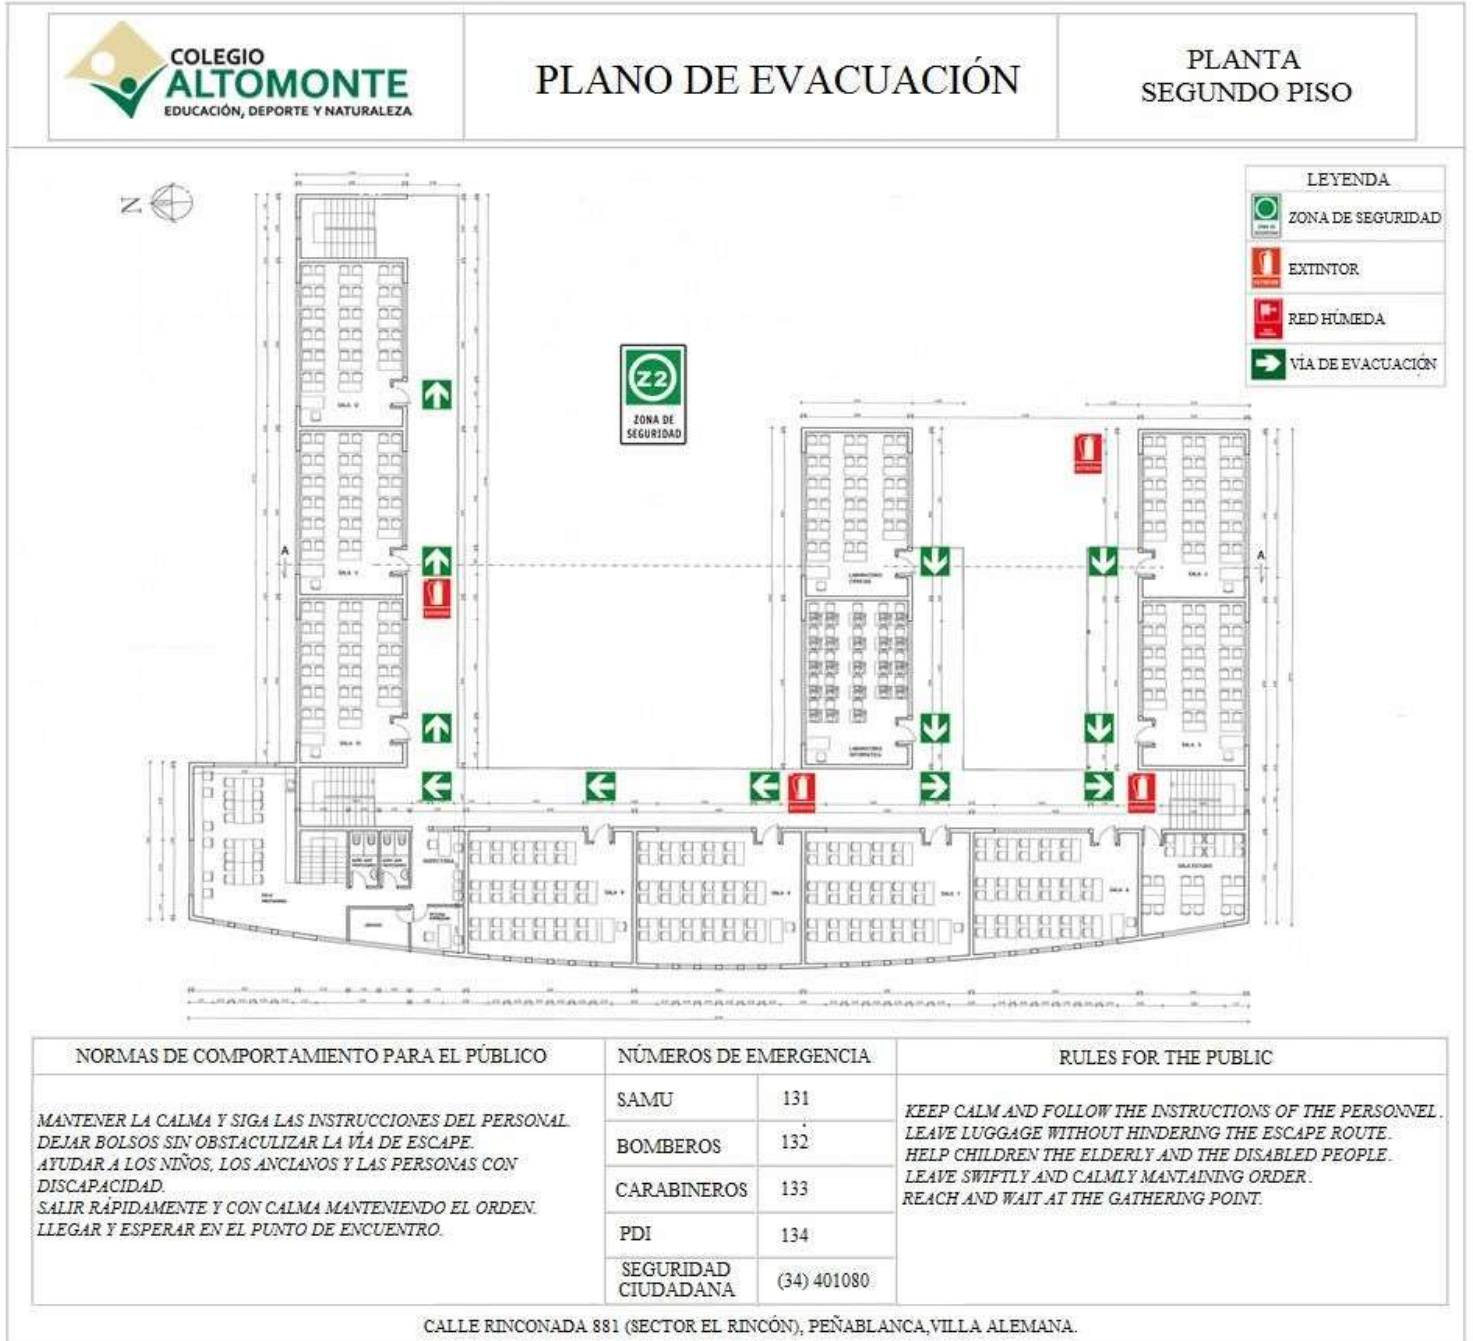 COLEGIO
ALTOMONTE
EDUCACIÓN, DEPORTE Y NATURALEZA
PLANO DE EVACUACIÓN
PLANTA
SEGUNDO PISO
N
LEYENDA
ZONA DE SEGURIDAD
EXTINTOR
RED HÚMEDA
VÍA DE EVACUACIÓN
Z2
ZONA DE
SEGURIDAD
A
A
LABORATORIO
LABORATORIO
INFORMATICA
INSPECTORIA
SALA ESTUDIO
NORMAS DE COMPORTAMIENTO PARA EL PÚBLICO
MANTENER LA CALMA Y SIGA LAS INSTRUCCIONES DEL PERSONAL.
DEJAR BOLSOS SIN OBSTACULIZAR LA VÍA DE ESCAPE.
AYUDAR A LOS NIÑOS, LOS ANCIANOS Y LAS PERSONAS CON
DISCAPACIDAD.
SALIR RÁPIDAMENTE Y CON CALMA MANTENIENDO EL ORDEN.
LLEGAR Y ESPERAR EN EL PUNTO DE ENCUENTRO.
NÚMEROS DE EMERGENCIA
SAMU 131
BOMBEROS 132
CARABINEROS 133
PDI 134
SEGURIDAD
CIUDADANA (34) 401080
RULES FOR THE PUBLIC
KEEP CALM AND FOLLOW THE INSTRUCTIONS OF THE PERSONNEL.
LEAVE LUGGAGE WITHOUT HINDERING THE ESCAPE ROUTE.
HELP CHILDREN THE ELDERLY AND THE DISABLED PEOPLE.
LEAVE SWIFTLY AND CALMLY MANTAINING ORDER.
REACH AND WAIT AT THE GATHERING POINT.
CALLE RINCONADA 881 (SECTOR EL RINCÓN), PEÑABLANCA,VILLA ALEMANA.